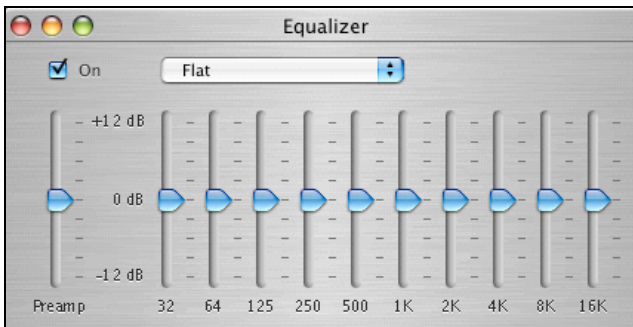 Equalizer
On
Flat
+12 dB
0 dB
-12 dB
Preamp 32 64 125 250 500 1K 2K 4K 8K 16K